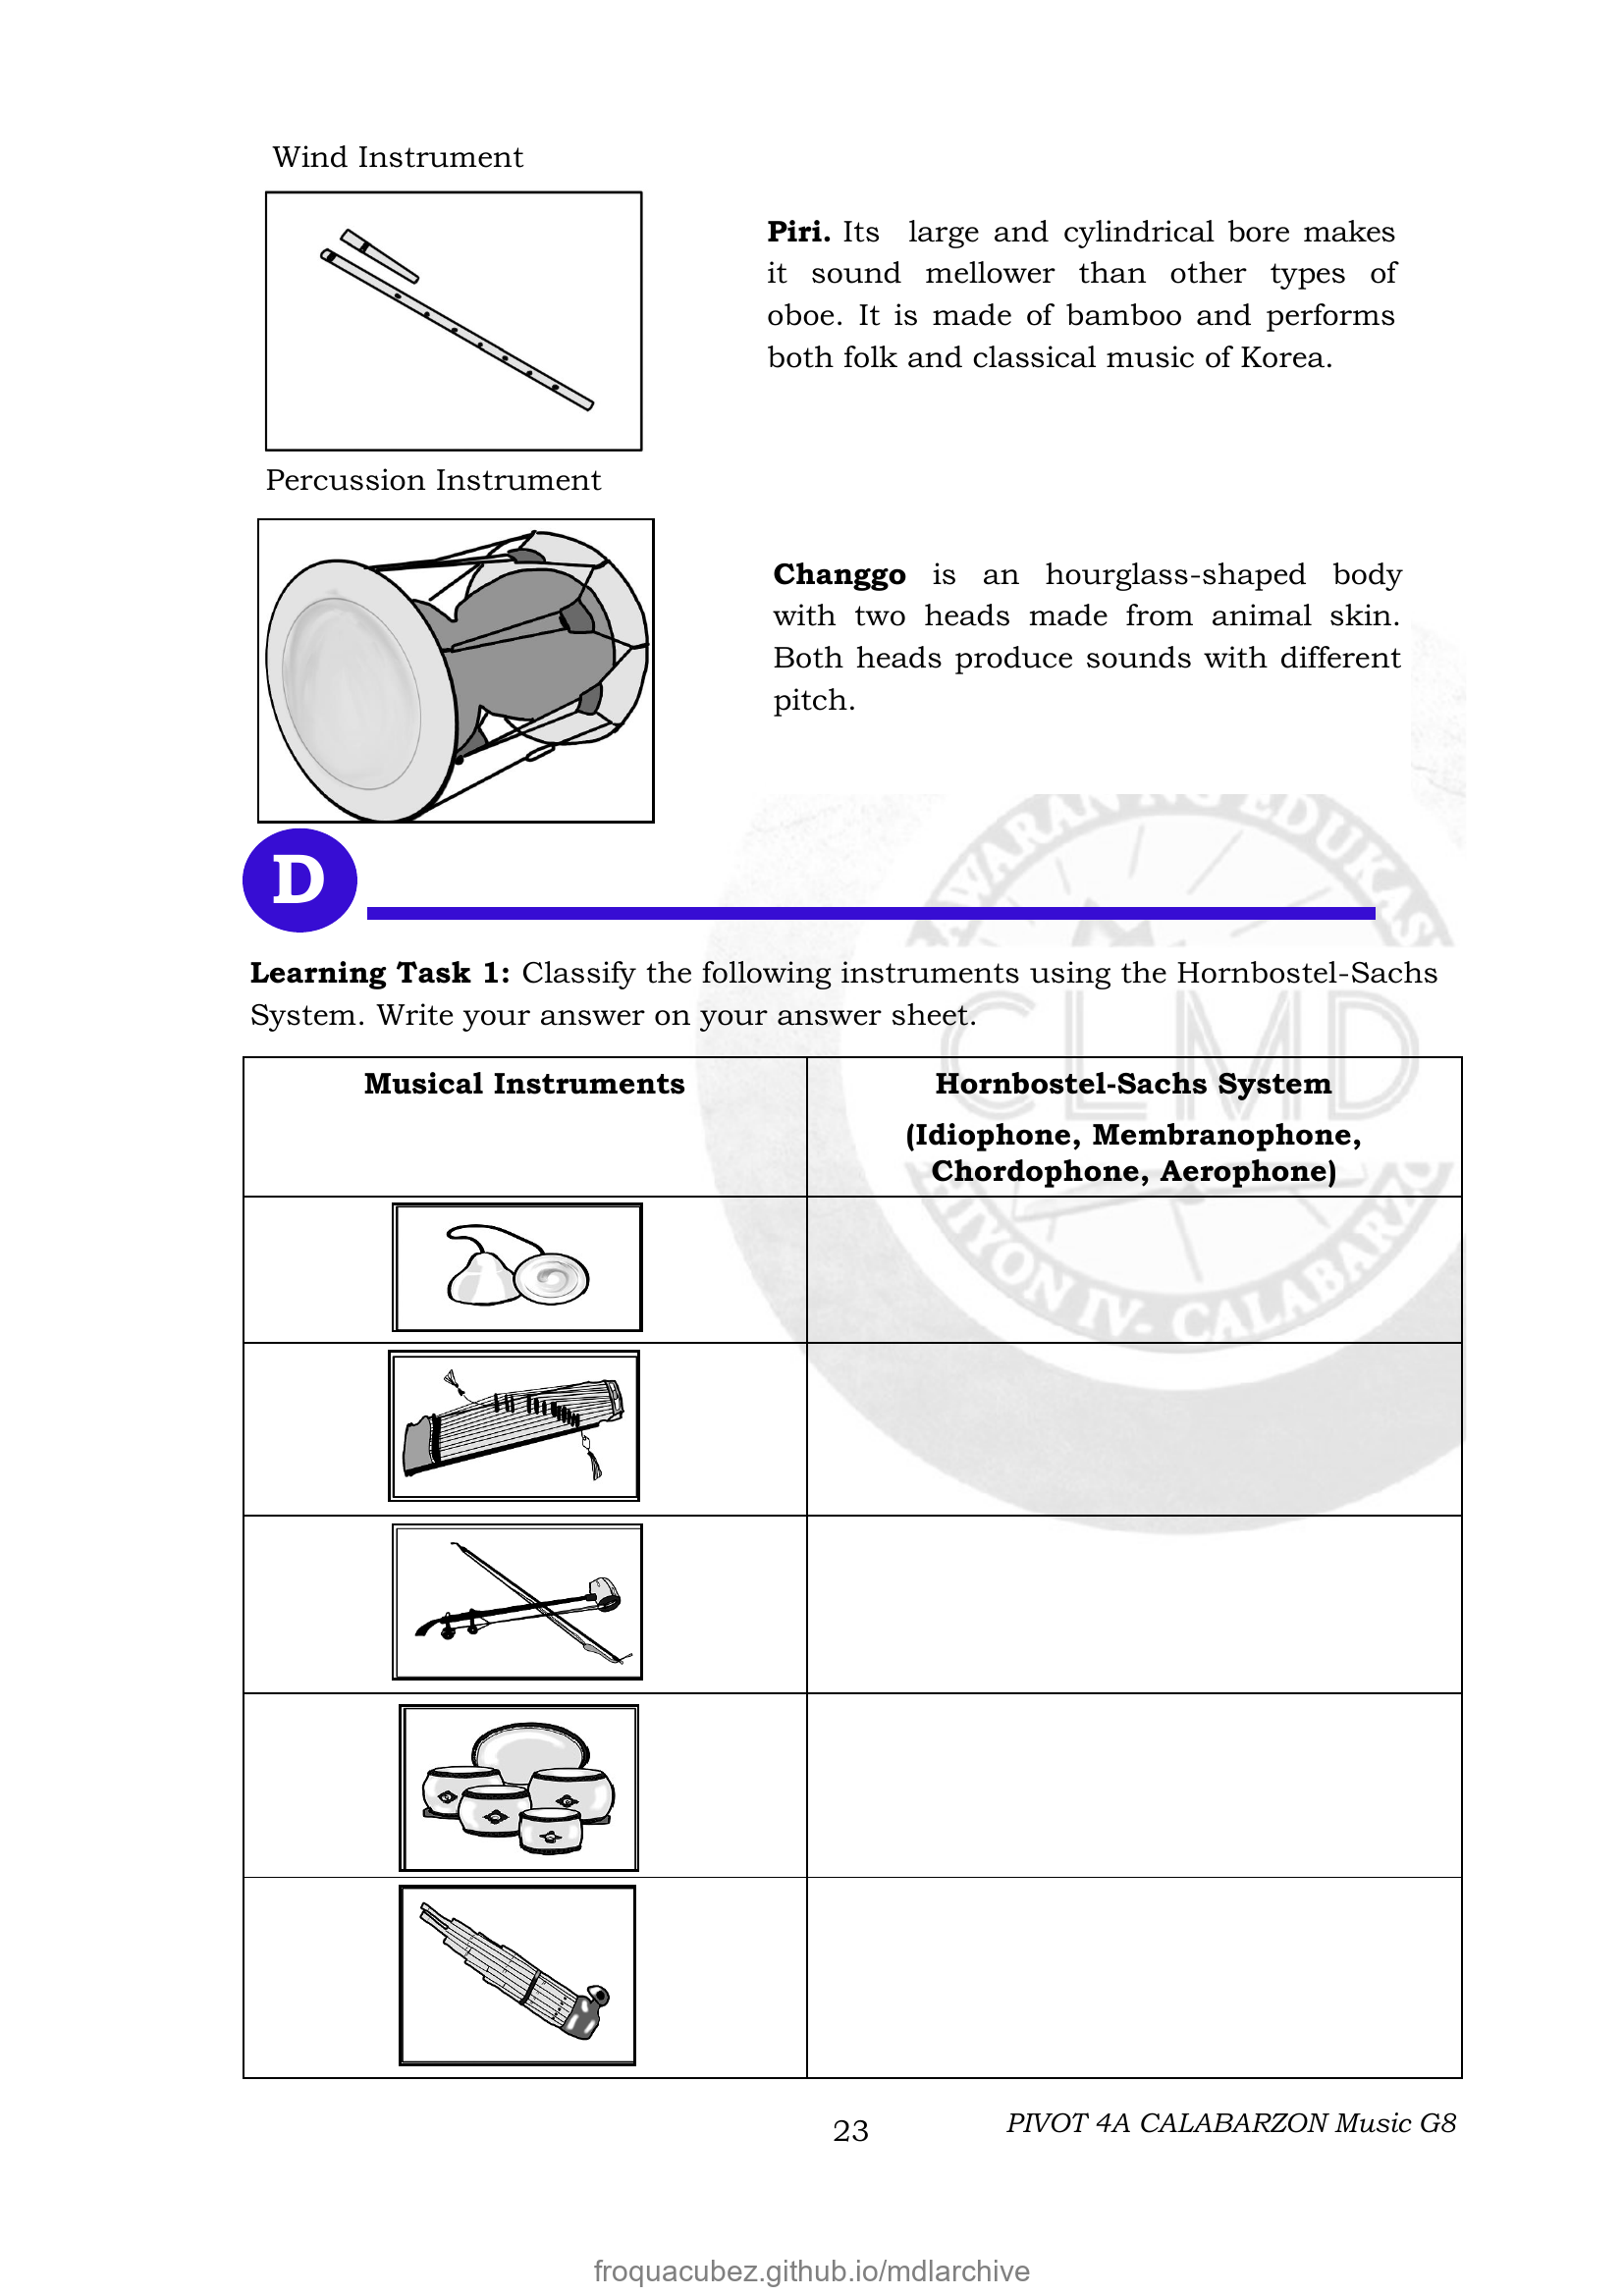 Wind Instrument
Piri. Its large and cylindrical bore makes
it sound mellower than other types of
oboe. It is made of bamboo and performs
both folk and classical music of Korea.
Percussion Instrument
Changgo is an hourglass-shaped body
with two heads made from animal skin.
Both heads produce sounds with different
pitch.
D
Learning Task 1: Classify the following instruments using the Hornbostel-Sachs
System. Write your answer on your answer sheet.
CLMD
Musical Instruments
Hornbostel-Sachs System
(Idiophone, Membranophone,
Chordophone, Aerophone)
IV- CALABARZO
23
PIVOT 4A CALABARZON Music G8
froquacubez.github.io/mdlarchive